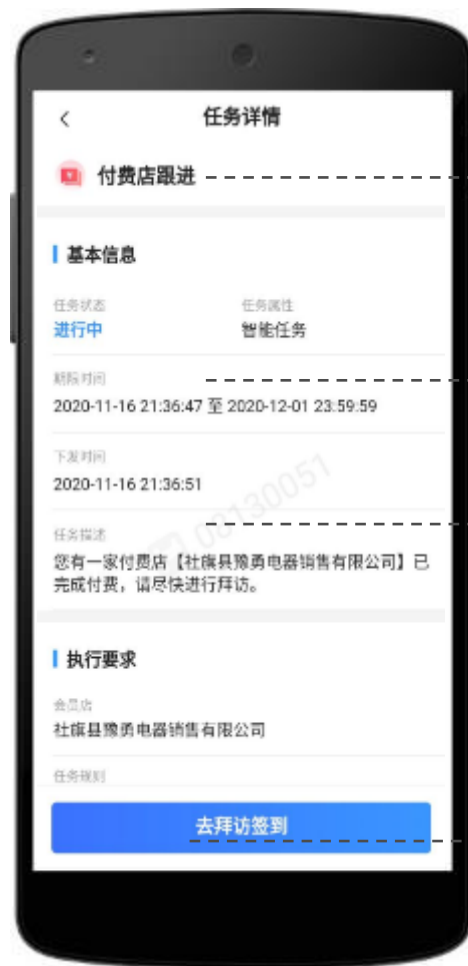 任务详情
付费店跟进
基本信息
任务状态 任务属性
进行中 智能任务
期限时间
2020-11-16 21:36:47 至 2020-12-01 23:59:59
下发时间
2020-11-16 21:36:51
08130051
任务描述
您有一家付费店【社旗县豫勇电器销售有限公司】已
完成付费，请尽快进行拜访。
执行要求
会员店
社旗县豫勇电器销售有限公司
任务规则
去拜访签到